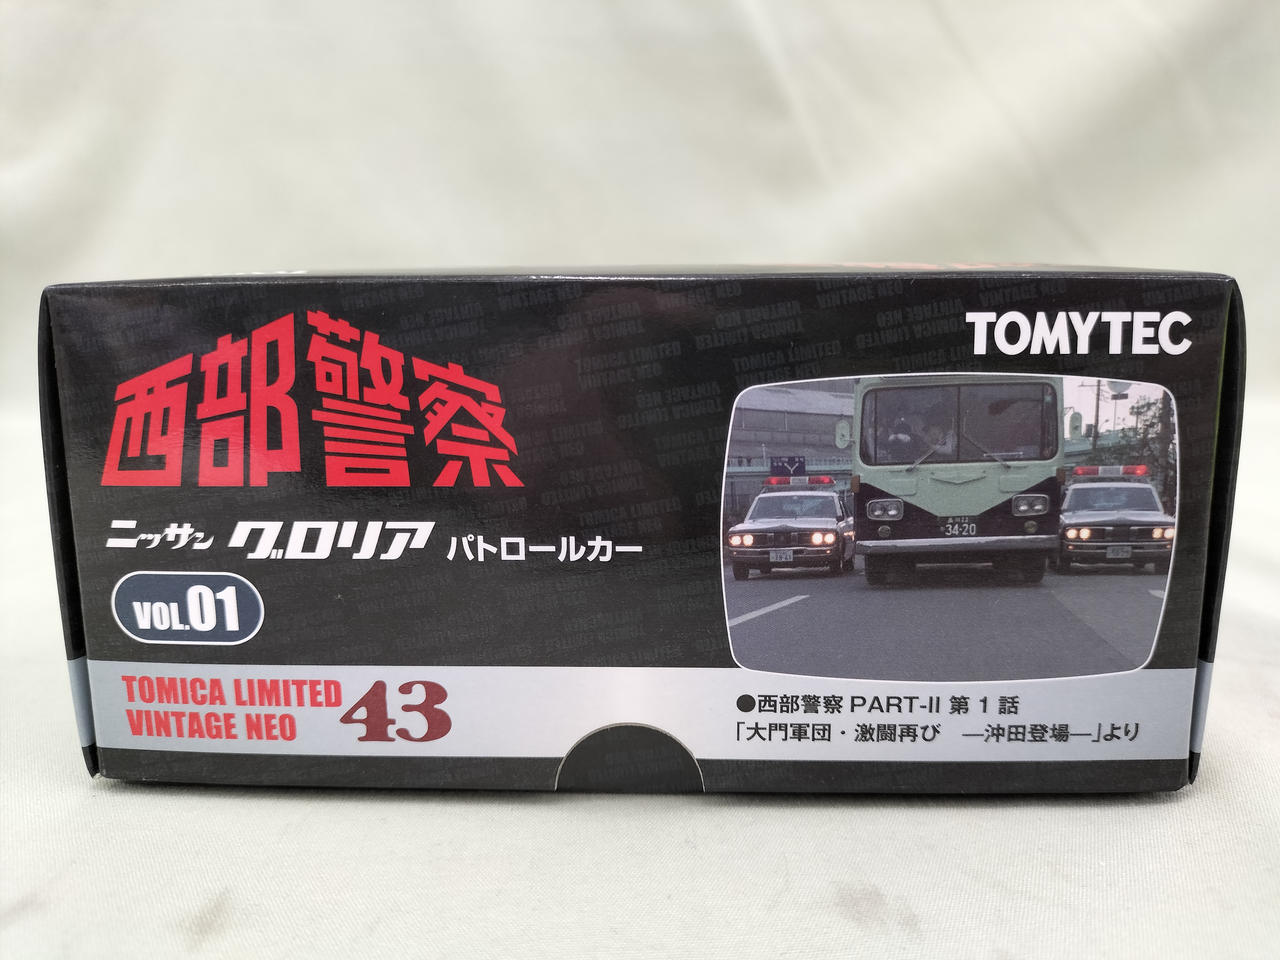 TOMYTEC
西部警察
ニッサン グロリア パトロールカー
VOL.01
34-20
TOMICA LIMITED
VINTAGE NEO 43
●西部警察 PART-II 第1話
「大門軍団・激闘再び ―沖田登場―」より